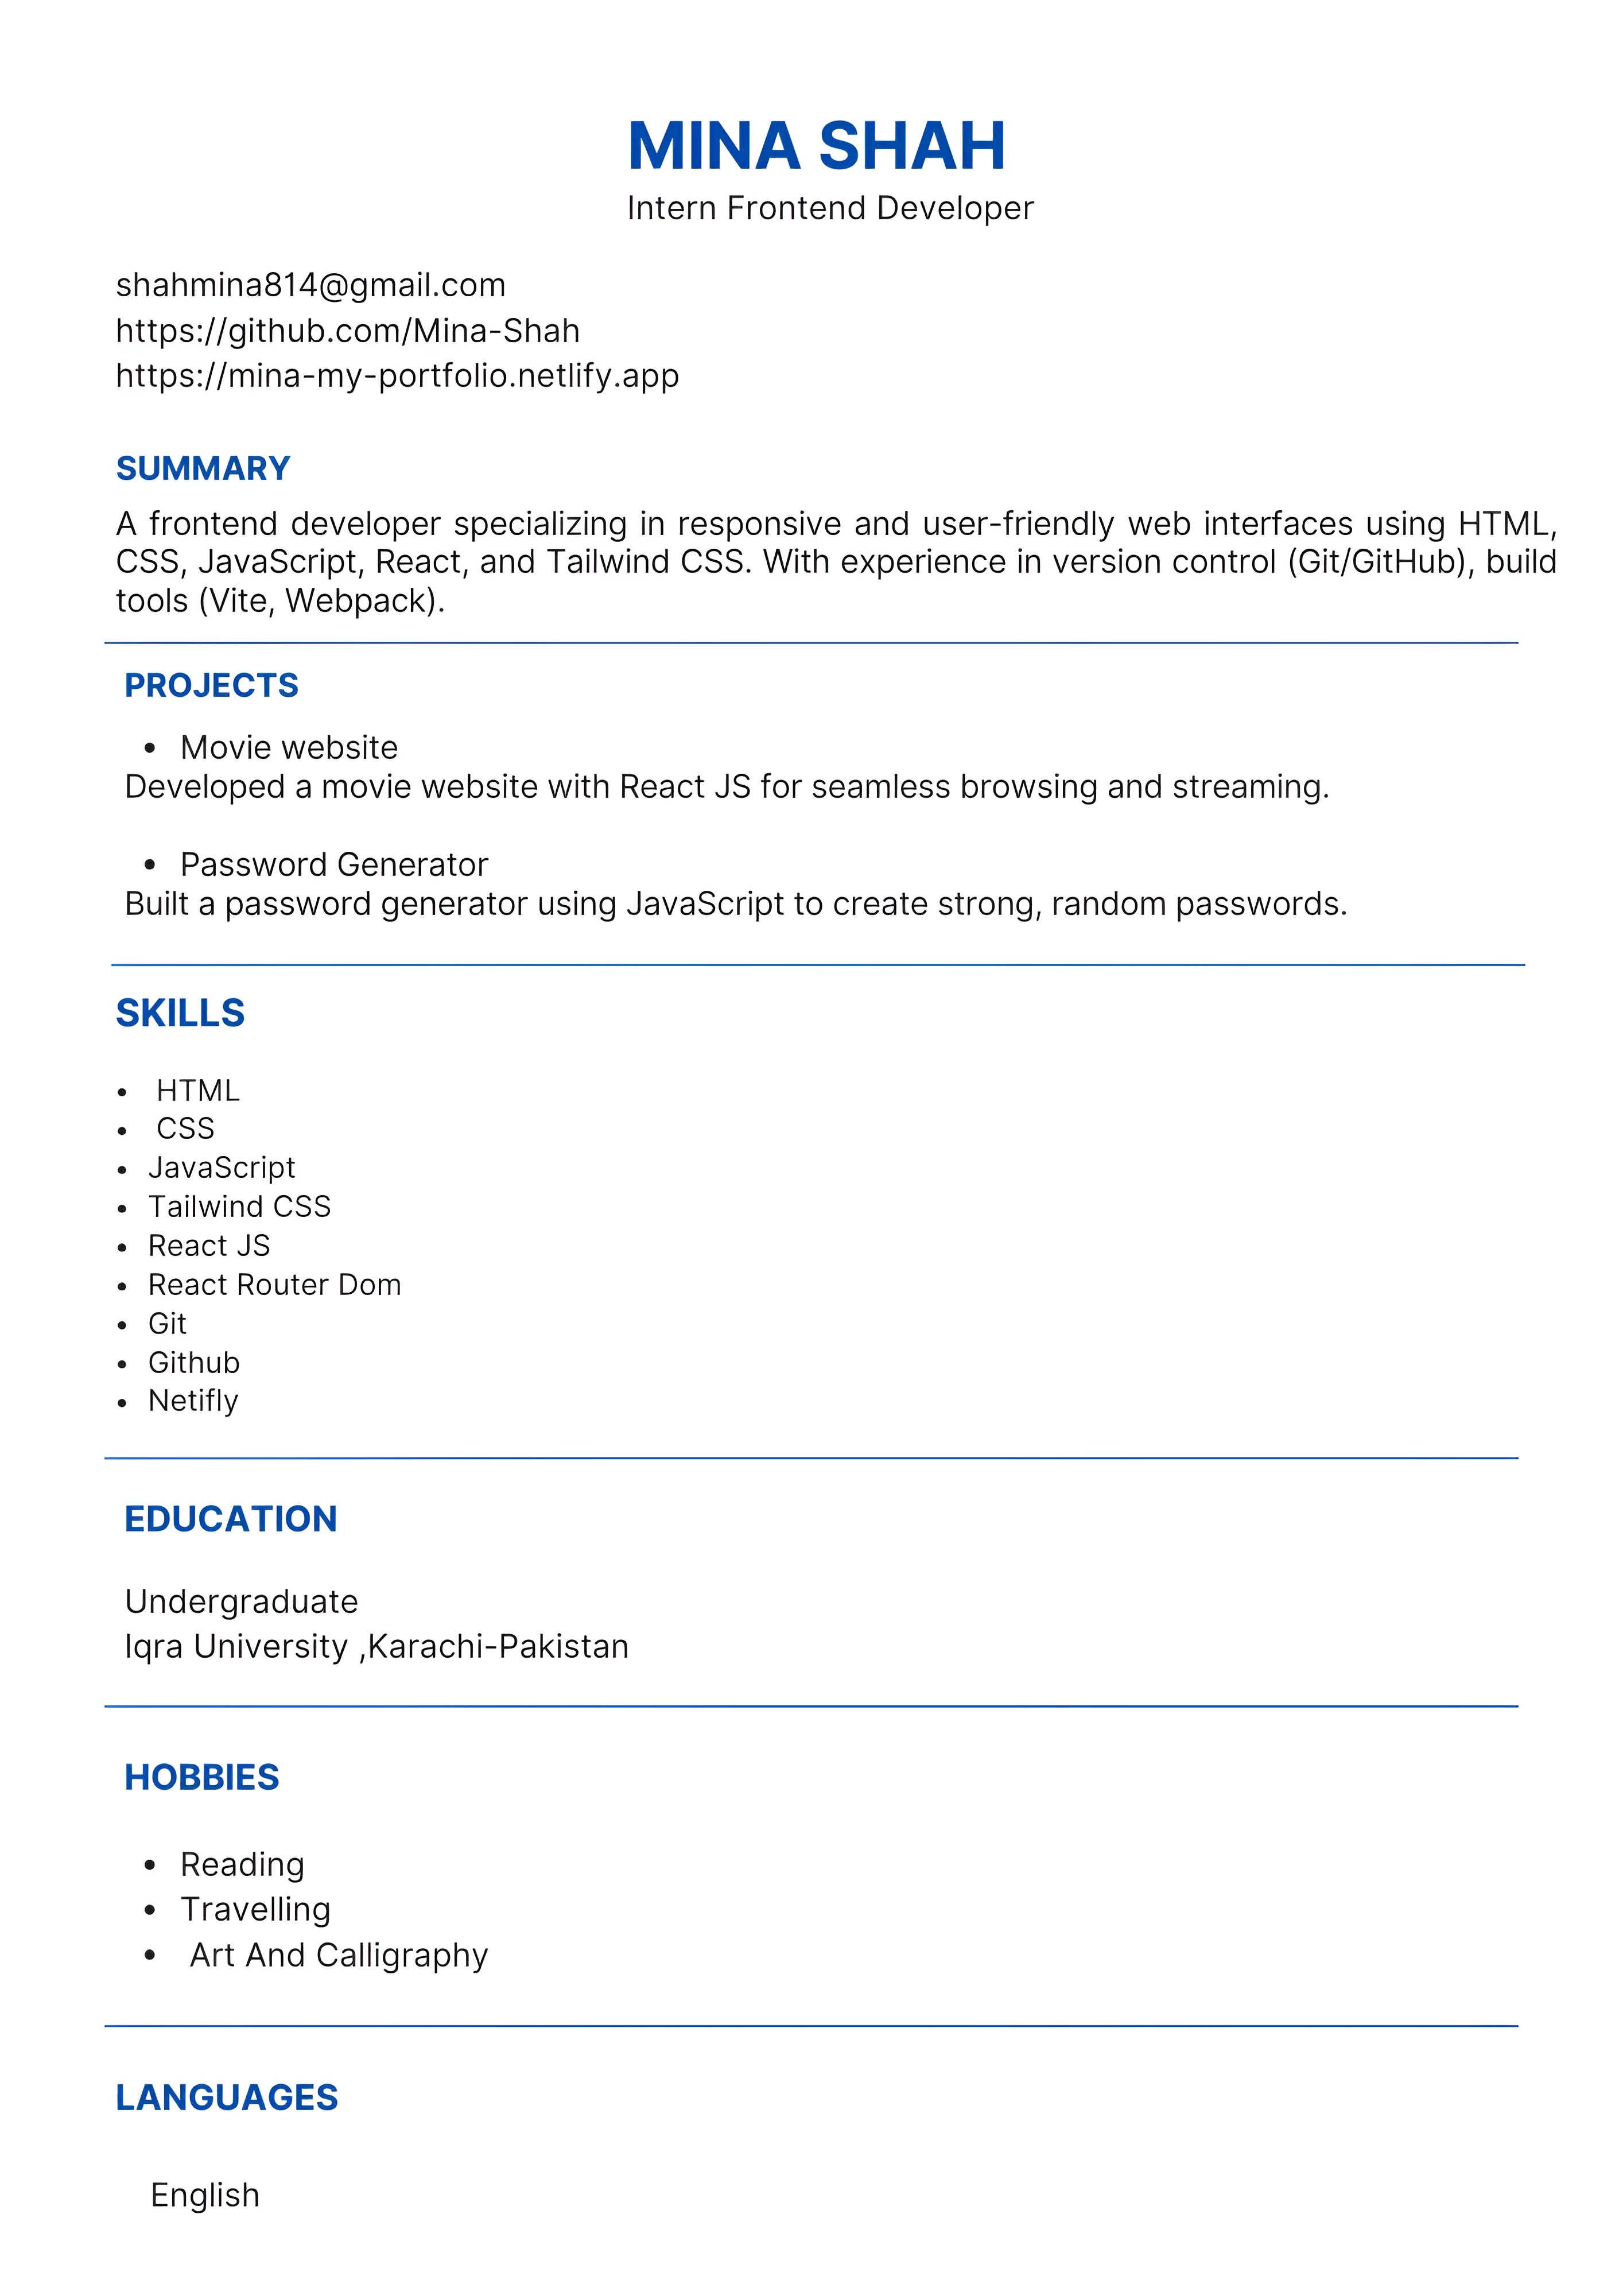 MINA SHAH
Intern Frontend Developer
shahmina814@gmail.com
https://github.com/Mina-Shah
https://mina-my-portfolio.netlify.app
SUMMARY
A frontend developer specializing in responsive and user-friendly web interfaces using HTML,
CSS, JavaScript, React, and Tailwind CSS. With experience in version control (Git/GitHub), build
tools (Vite, Webpack).
PROJECTS
• Movie website
Developed a movie website with React JS for seamless browsing and streaming.
• Password Generator
Built a password generator using JavaScript to create strong, random passwords.
SKILLS
• HTML
• CSS
• JavaScript
• Tailwind CSS
• React JS
• React Router Dom
• Git
• Github
• Netifly
EDUCATION
Undergraduate
Iqra University ,Karachi-Pakistan
HOBBIES
• Reading
• Travelling
• Art And Calligraphy
LANGUAGES
English